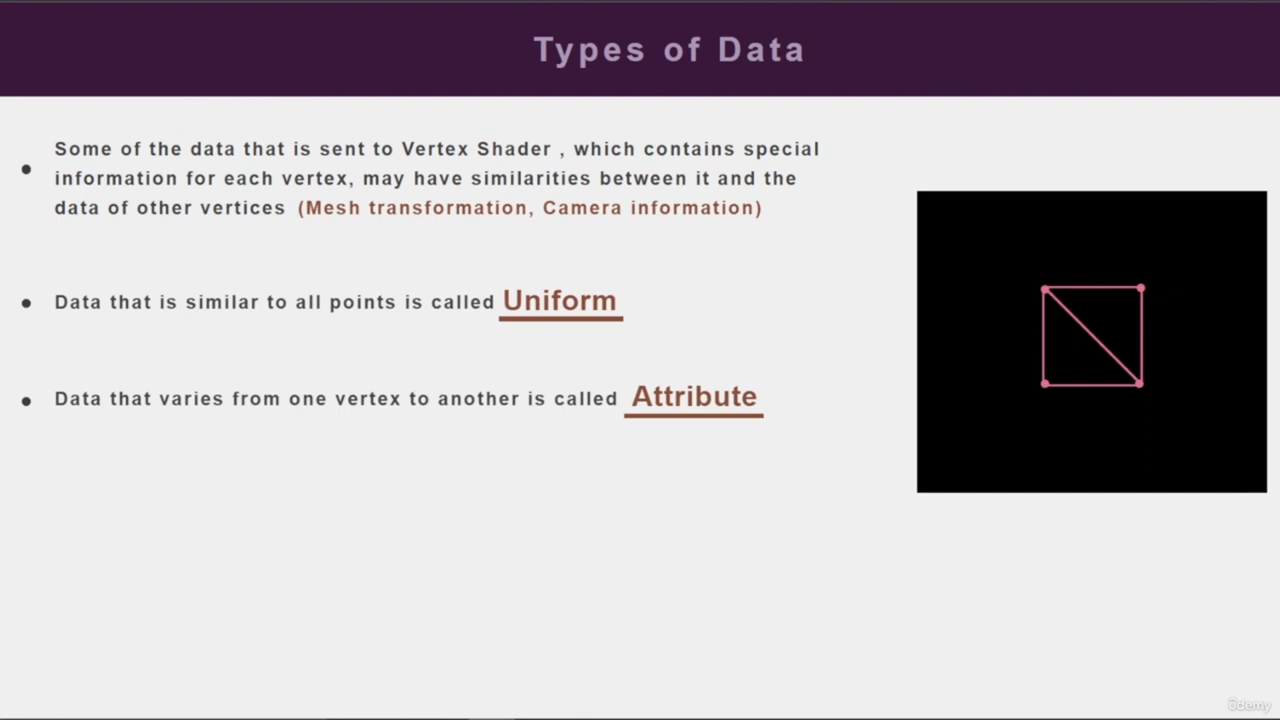 Types of Data
Some of the data that is sent to Vertex Shader , which contains special
information for each vertex, may have similarities between it and the
data of other vertices (Mesh transformation, Camera information)
Data that is similar to all points is called Uniform
Data that varies from one vertex to another is called Attribute
ûdemy